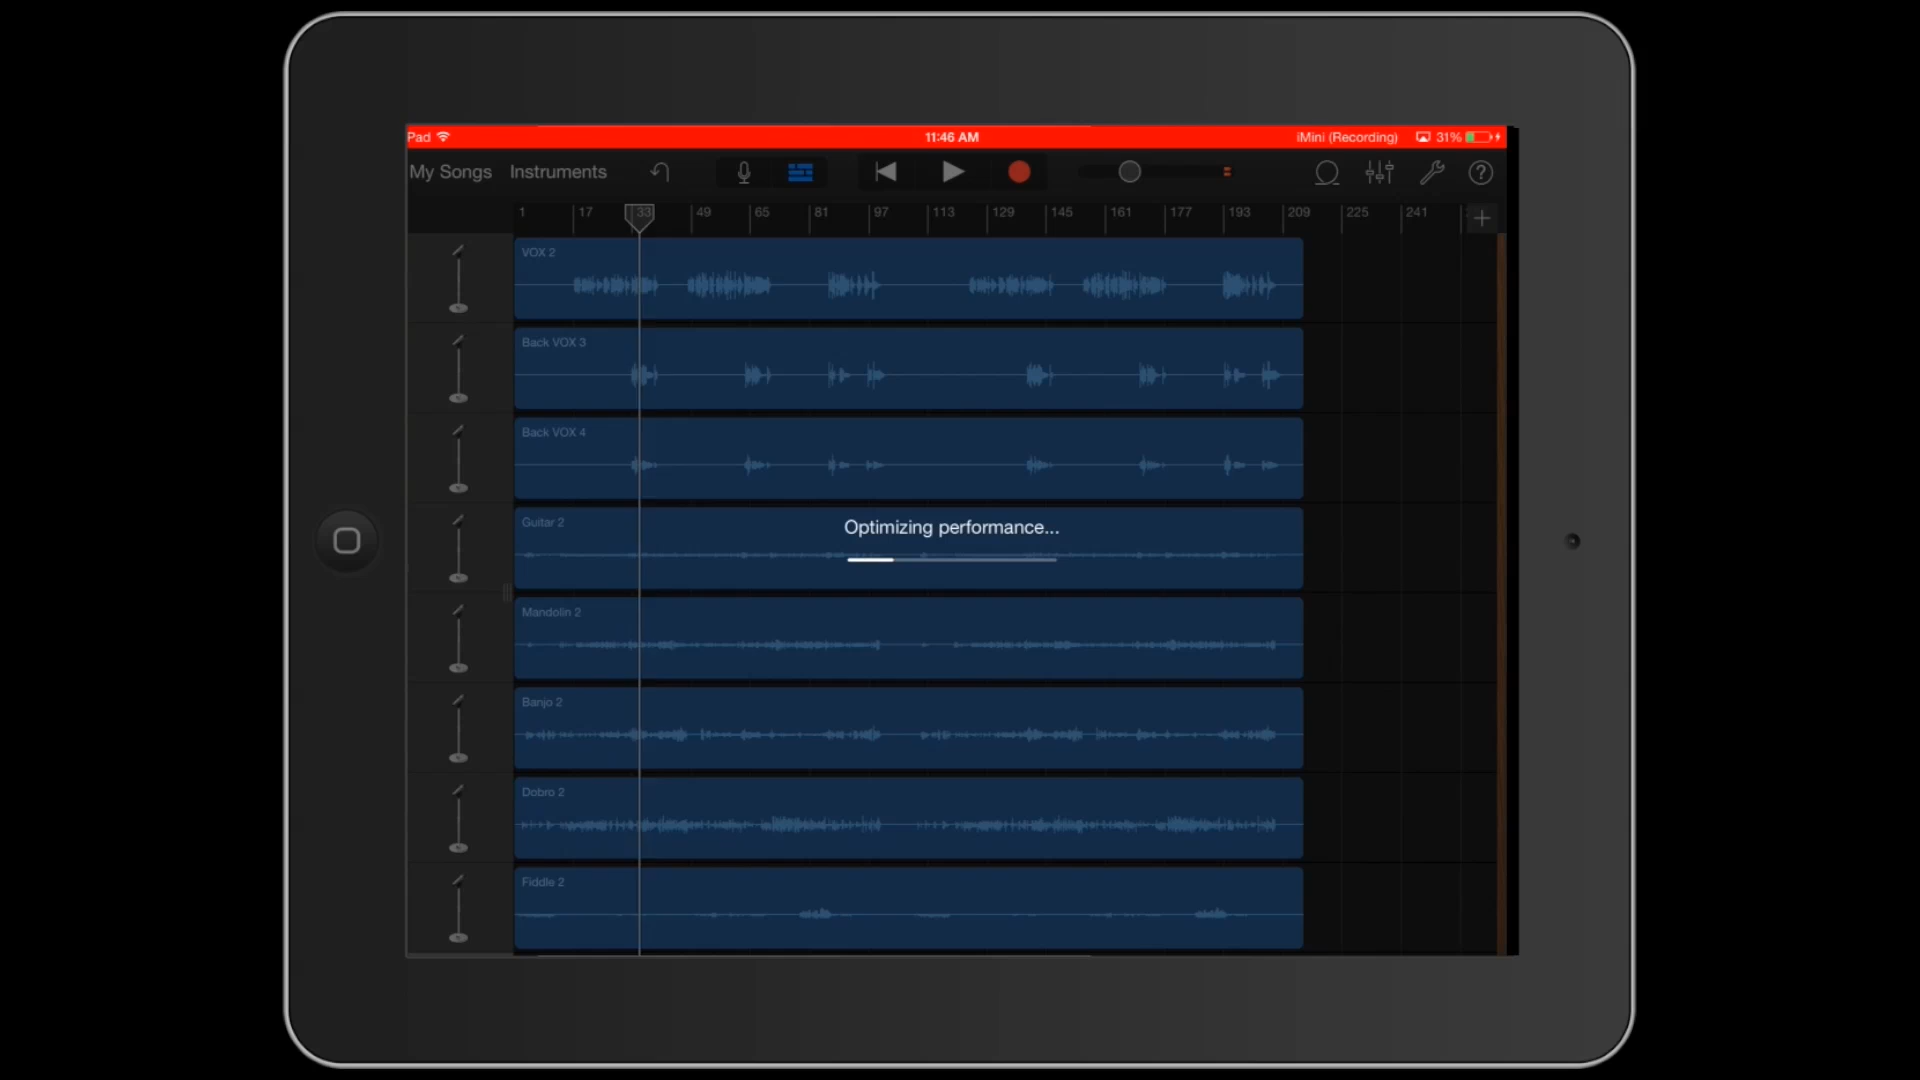 Pad 11:46 AM iMini (Recording) 31%
My Songs Instruments ?
1 17 33 49 65 81 97 113 129 145 161 177 193 209 225 241 +
VOX 2
Back VOX 3
Back VOX 4
Guitar 2
Optimizing performance...
Mandolin 2
Banjo 2
Dobro 2
Fiddle 2